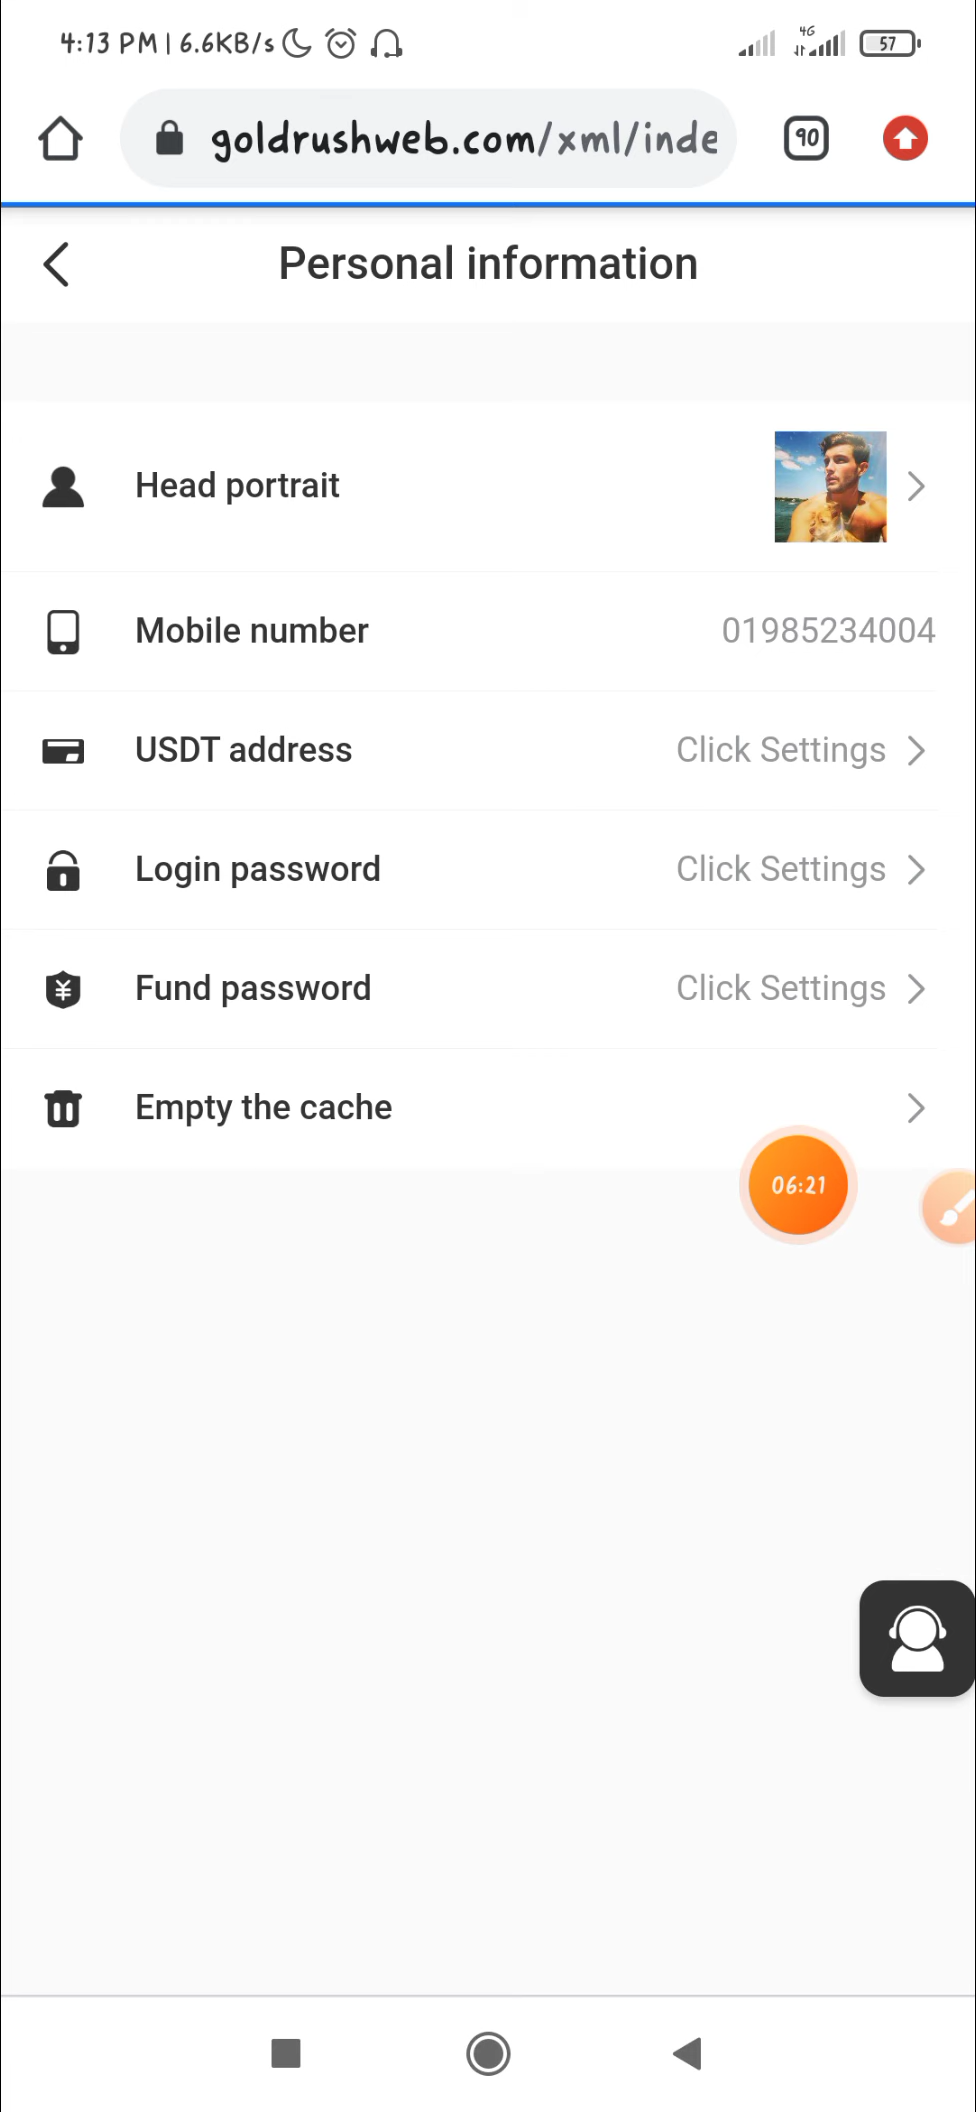 4:13 PM | 6.6KB/s 4G 57
goldrushweb.com/xml/inde 90
Personal information
Head portrait
Mobile number 01985234004
USDT address Click Settings
Login password Click Settings
Fund password Click Settings
Empty the cache
06:21